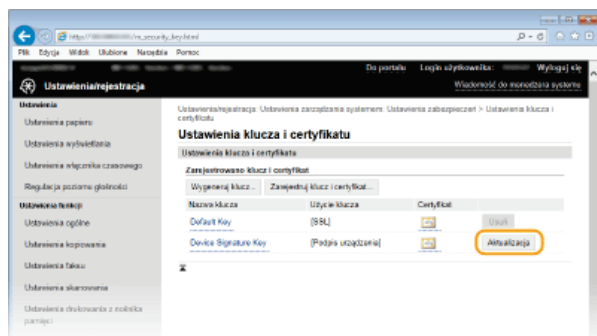 /m_security_key.html
Plik Edycja Widok Ulubione Narzędzia Pomoc
Do portalu Login użytkownika: Wyloguj się
Ustawienia/rejestracja
Wiadomość do menedżera systemu
Ustawienia
Ustawienia papieru
Ustawienia wyświetlania
Ustawienia włącznika czasowego
Regulacja poziomu głośności
Ustawienia funkcji
Ustawienia ogólne
Ustawienia kopiowania
Ustawienia faksu
Ustawienia skanowania
Ustawienia drukowania z nośnika
pamięci
Ustawienia/rejestracja: Ustawienia zarządzania systemem: Ustawienia zabezpieczeń > Ustawienia klucza i
certyfikatu
Ustawienia klucza i certyfikatu
Ustawienia klucza i certyfikatu
Zarejestrowano klucz i certyfikat
Wygeneruj klucz... Zarejestruj klucz i certyfikat...
Nazwa klucza Użycie klucza Certyfikat
Default Key [SSL] Usuń
Device Signature Key [Podpis urządzenia] Aktualizacja